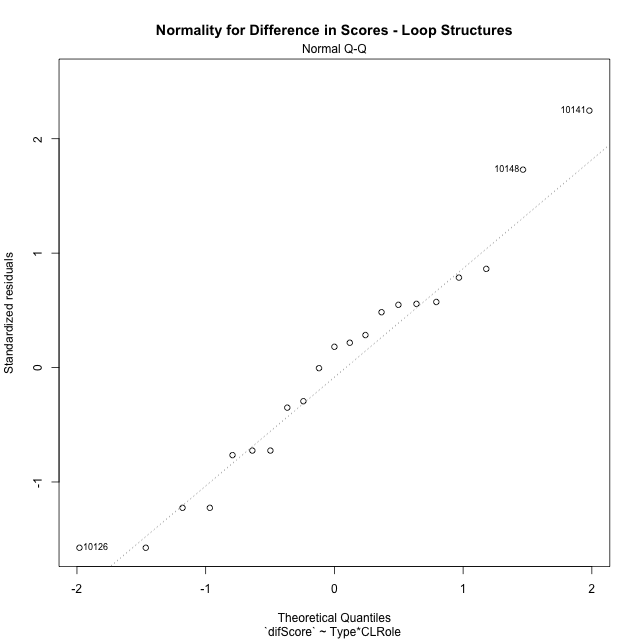 Normality for Difference in Scores - Loop Structures
Normal Q-Q
10141
10148
10126
Standardized residuals
2
1
0
-1
-2
-1
0
1
2
Theoretical Quantiles
`difScore` ~ Type*CLRole